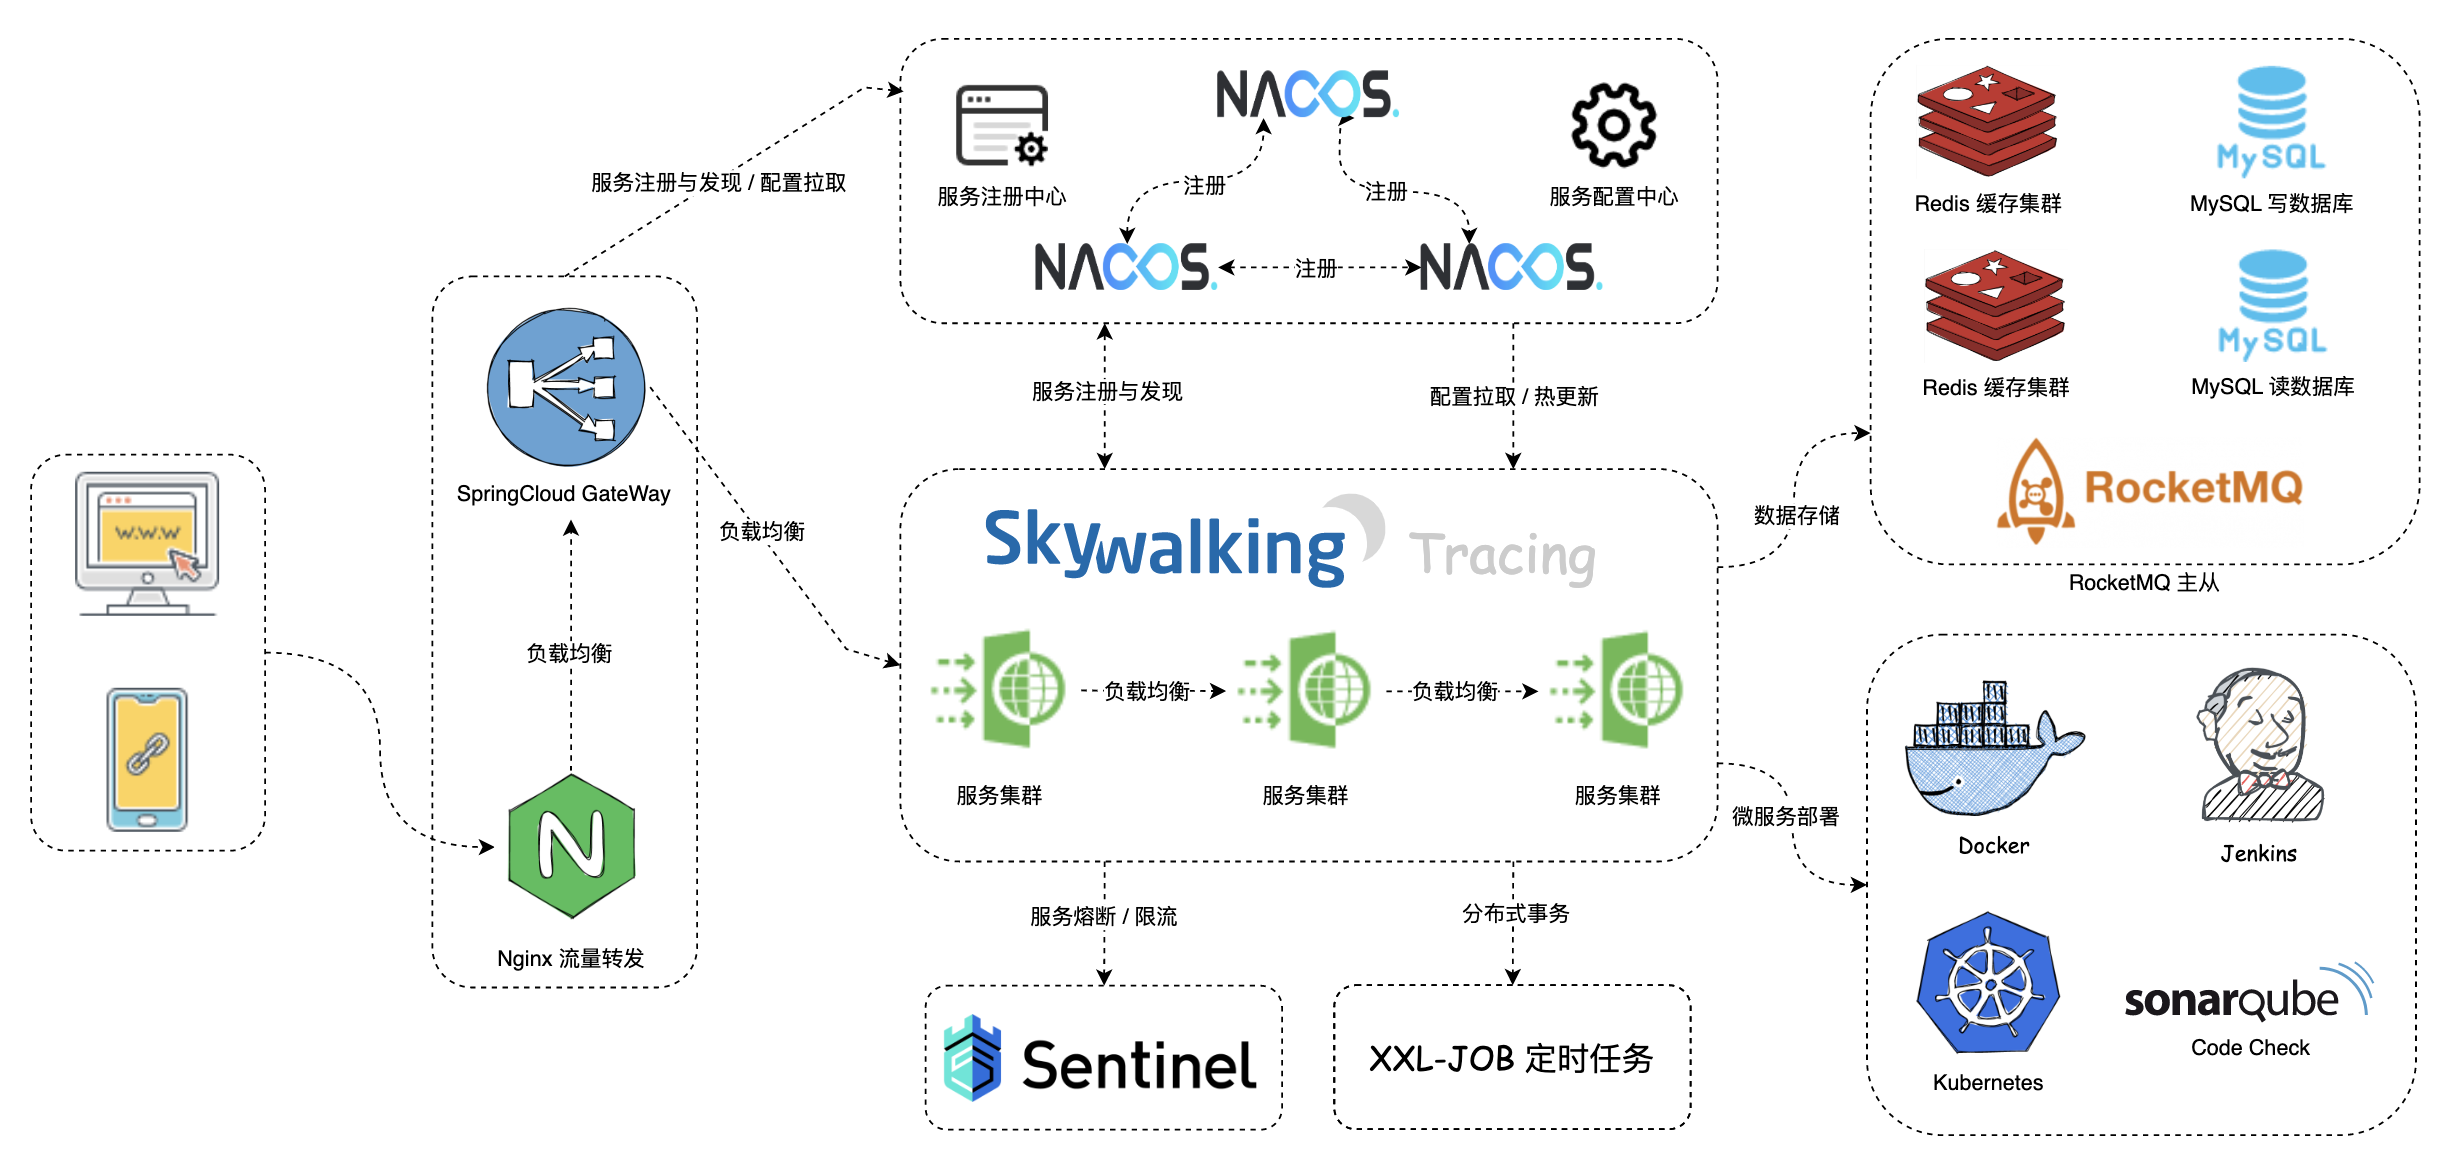 www
SpringCloud GateWay
负载均衡
Nginx 流量转发
服务注册与发现 / 配置拉取
负载均衡
NACOS.
服务注册中心
服务配置中心
注册
注册
NACOS.
注册
NACOS.
服务注册与发现
配置拉取 / 热更新
Skywalking Tracing
负载均衡
负载均衡
服务集群
服务集群
服务集群
服务熔断 / 限流
分布式事务
Sentinel
XXL-JOB 定时任务
数据存储
微服务部署
MySQL
Redis 缓存集群
MySQL 写数据库
MySQL
Redis 缓存集群
MySQL 读数据库
RocketMQ
RocketMQ 主从
Docker
Jenkins
Kubernetes
sonarqube
Code Check